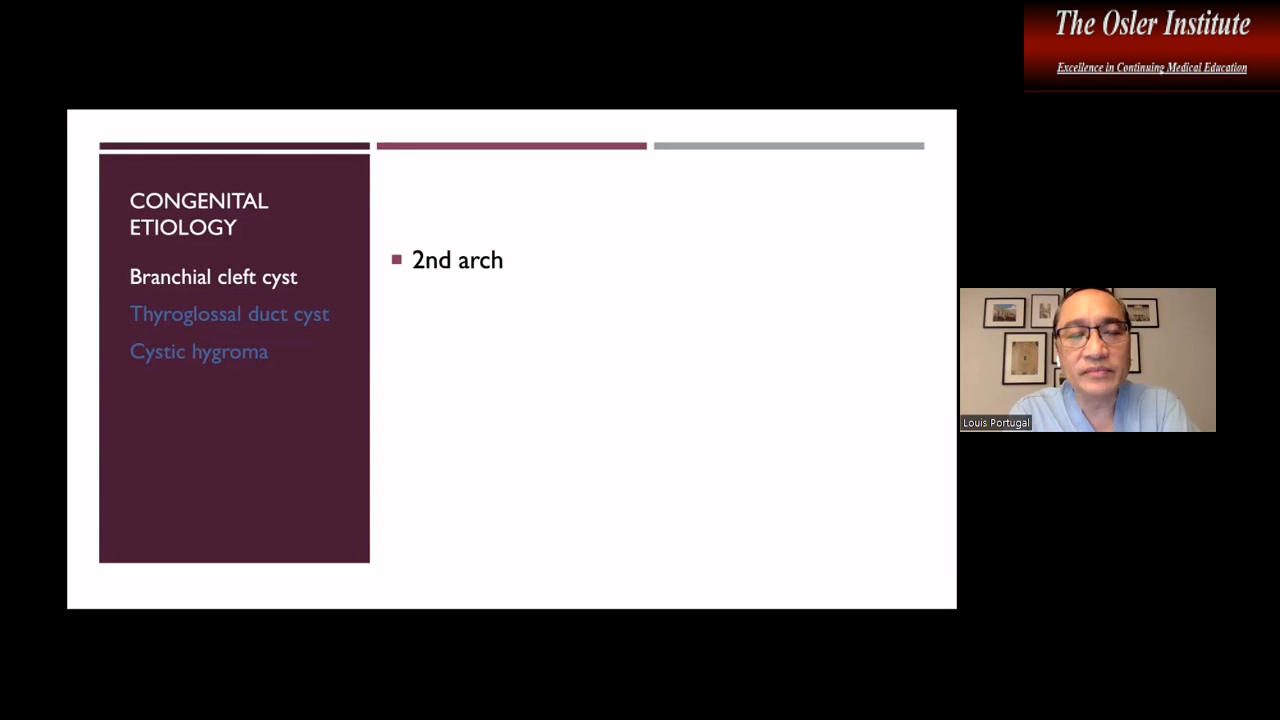 The Osler Institute
Excellence in Continuing Medical Education
CONGENITAL
ETIOLOGY
Branchial cleft cyst
Thyroglossal duct cyst
Cystic hygroma
2nd arch
Louis Portugal